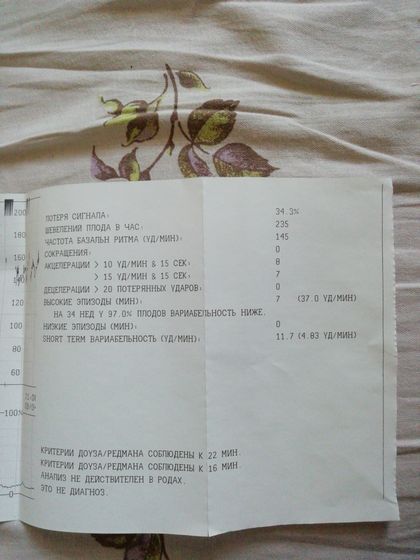 ПОТЕРЯ СИГНАЛА: 34.3%
ШЕВЕЛЕНИЙ ПЛОДА В ЧАС: 235
ЧАСТОТА БАЗАЛЬН РИТМА (УД/МИН): 145
СОКРАЩЕНИЯ: 0
АКЦЕЛЕРАЦИИ > 10 УД/МИН & 15 СЕК: 8
> 15 УД/МИН & 15 СЕК: 7
ДЕЦЕЛЕРАЦИИ > 20 ПОТЕРЯННЫХ УДАРОВ: 0
ВЫСОКИЕ ЭПИЗОДЫ (МИН): 7 (37.0 УД/МИН)
НА 34 НЕД У 97.0% ПЛОДОВ ВАРИАБЕЛЬНОСТЬ НИЖЕ.
НИЗКИЕ ЭПИЗОДЫ (МИН): 0
SHORT TERM ВАРИАБЕЛЬНОСТЬ (УД/МИН): 11.7 (4.83 УД/МИН)
КРИТЕРИИ ДОУЗА/РЕДМАНА СОБЛЮДЕНЫ К 22 МИН.
КРИТЕРИИ ДОУЗА/РЕДМАНА СОБЛЮДЕНЫ К 16 МИН.
АНАЛИЗ НЕ ДЕЙСТВИТЕЛЕН В РОДАХ.
ЭТО НЕ ДИАГНОЗ.
200
180
160
140
120
60
100%
0